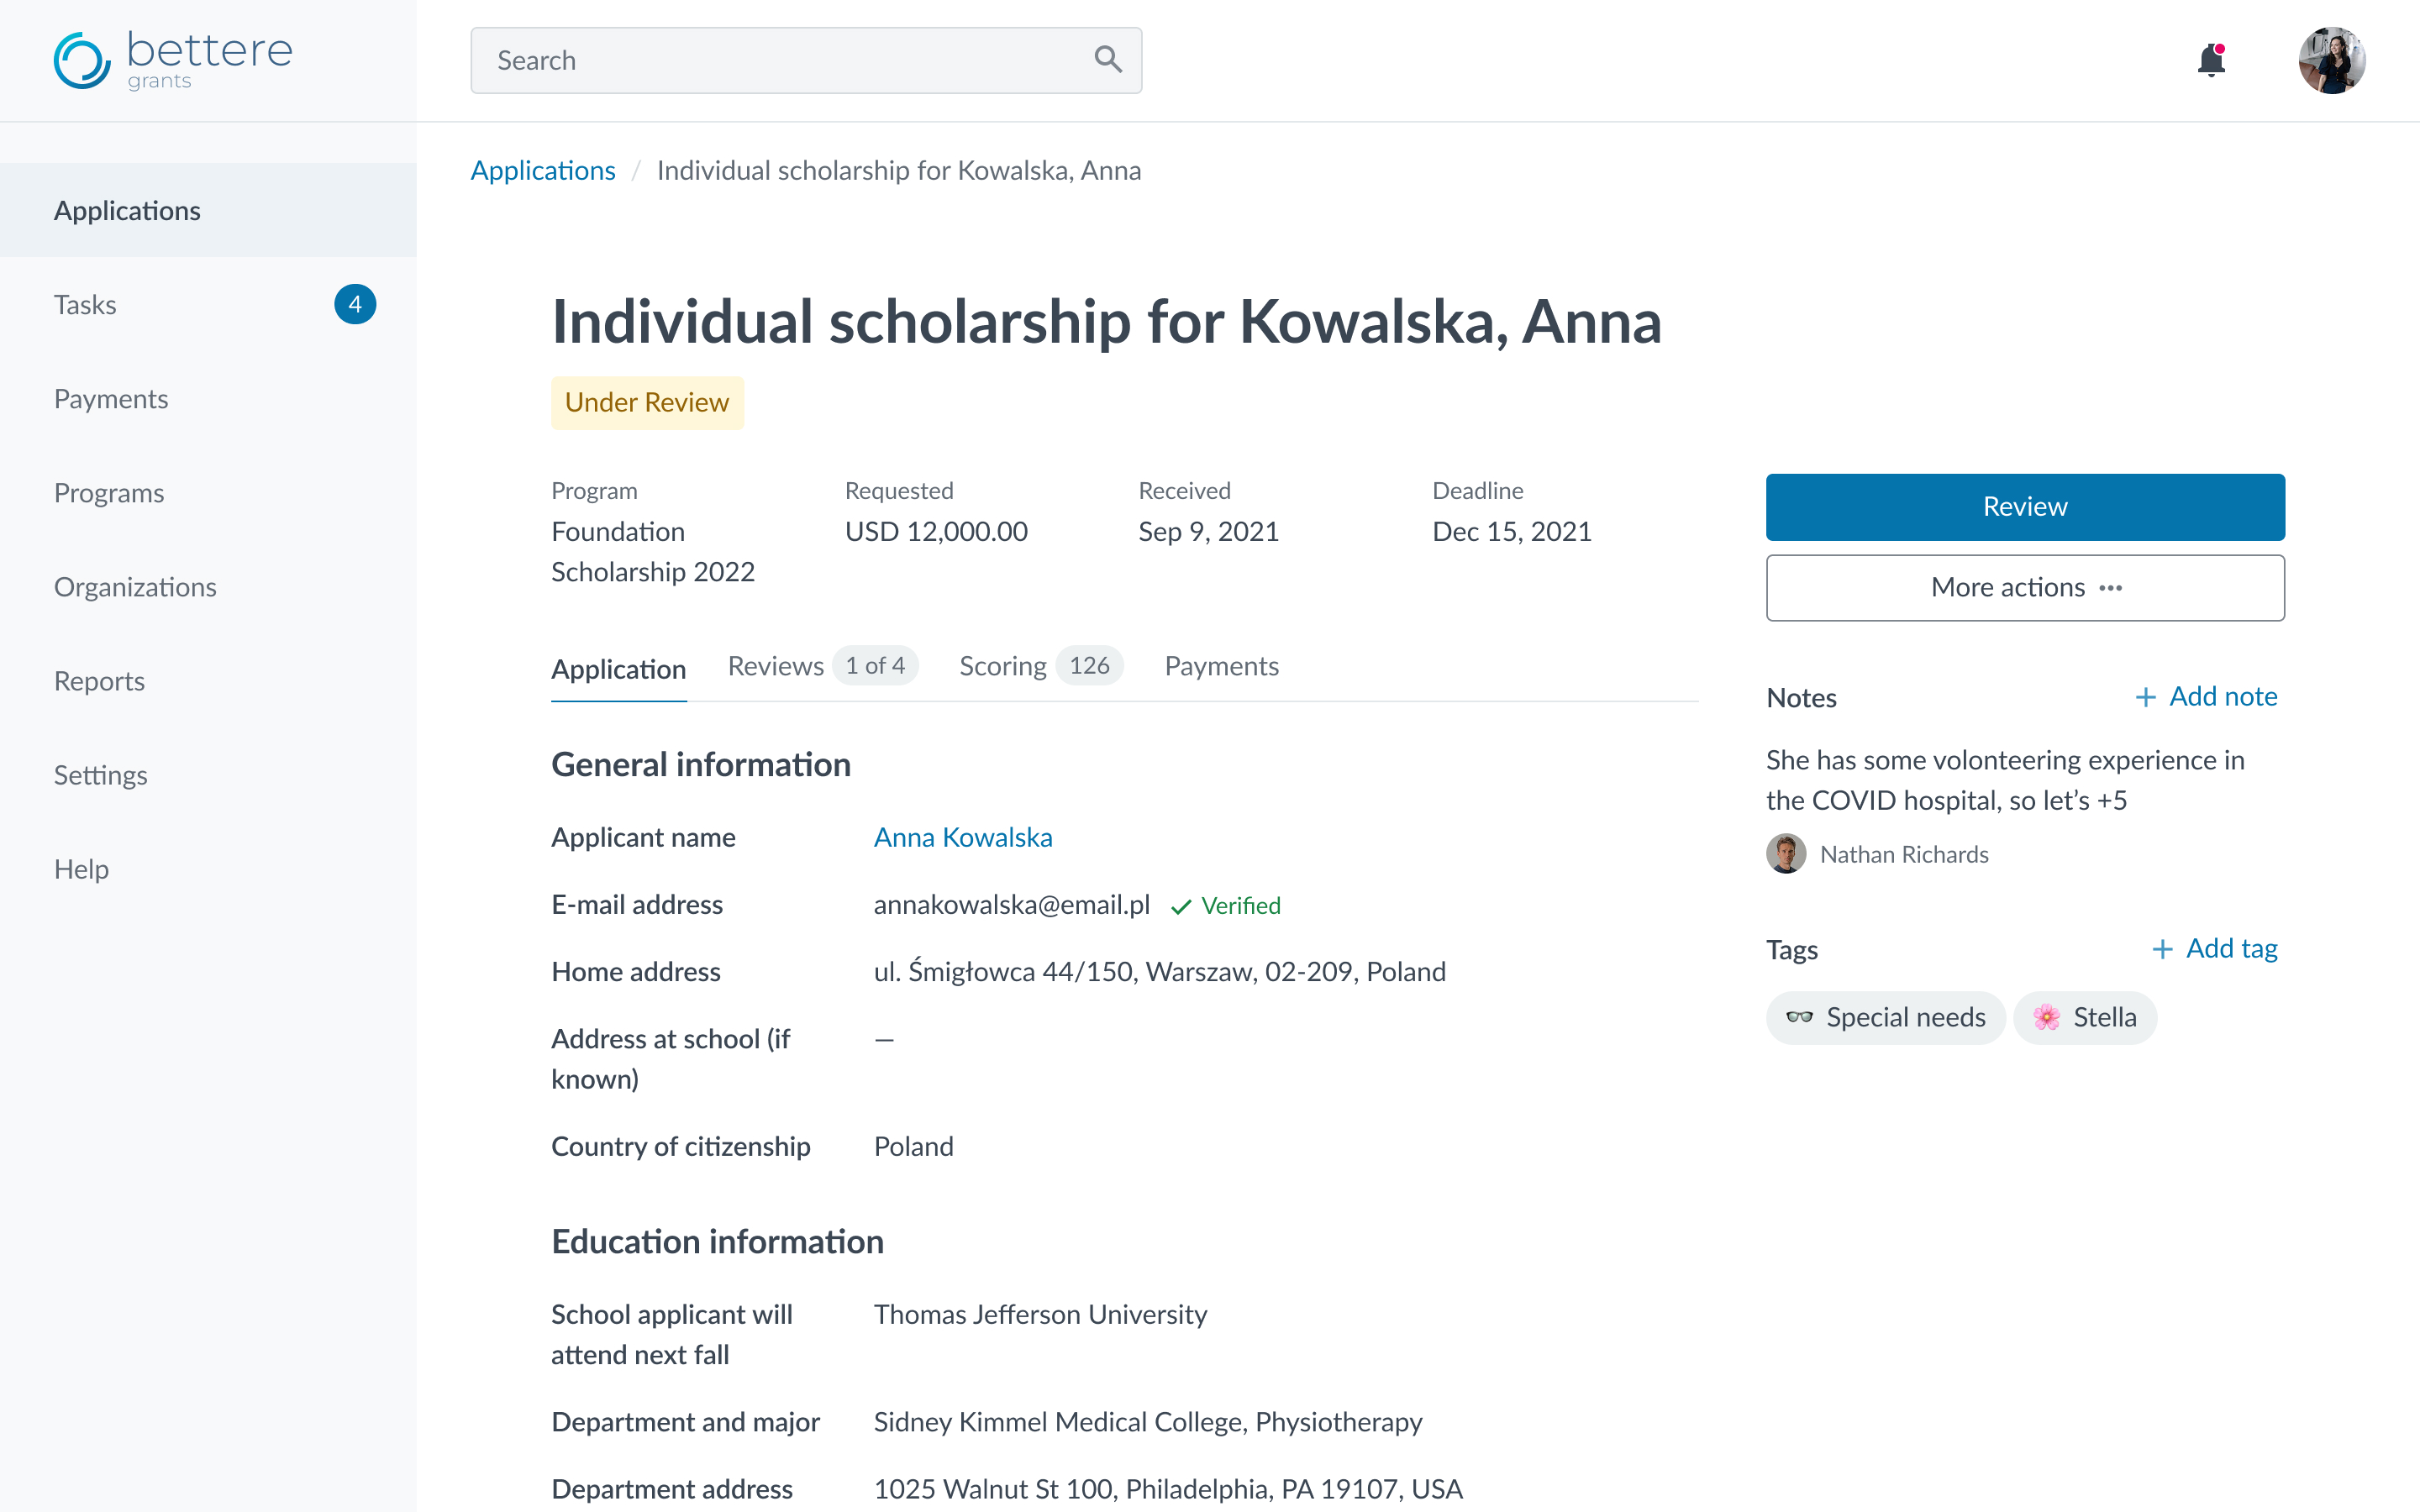 bettere
grants
Search
Applications / Individual scholarship for Kowalska, Anna
Applications
Tasks 4
Payments
Programs
Organizations
Reports
Settings
Help
Individual scholarship for Kowalska, Anna
Under Review
Program
Foundation
Scholarship 2022
Requested
USD 12,000.00
Received
Sep 9, 2021
Deadline
Dec 15, 2021
Review
More actions •••
Application Reviews 1 of 4 Scoring 126 Payments
General information
Applicant name Anna Kowalska
E-mail address annakowalska@email.pl Verified
Home address ul. Śmigłowca 44/150, Warszaw, 02-209, Poland
Address at school (if —
known)
Country of citizenship Poland
Education information
School applicant will Thomas Jefferson University
attend next fall
Department and major Sidney Kimmel Medical College, Physiotherapy
Department address 1025 Walnut St 100, Philadelphia, PA 19107, USA
Notes + Add note
She has some volonteering experience in
the COVID hospital, so let’s +5
Nathan Richards
Tags + Add tag
👓 Special needs 🌸 Stella